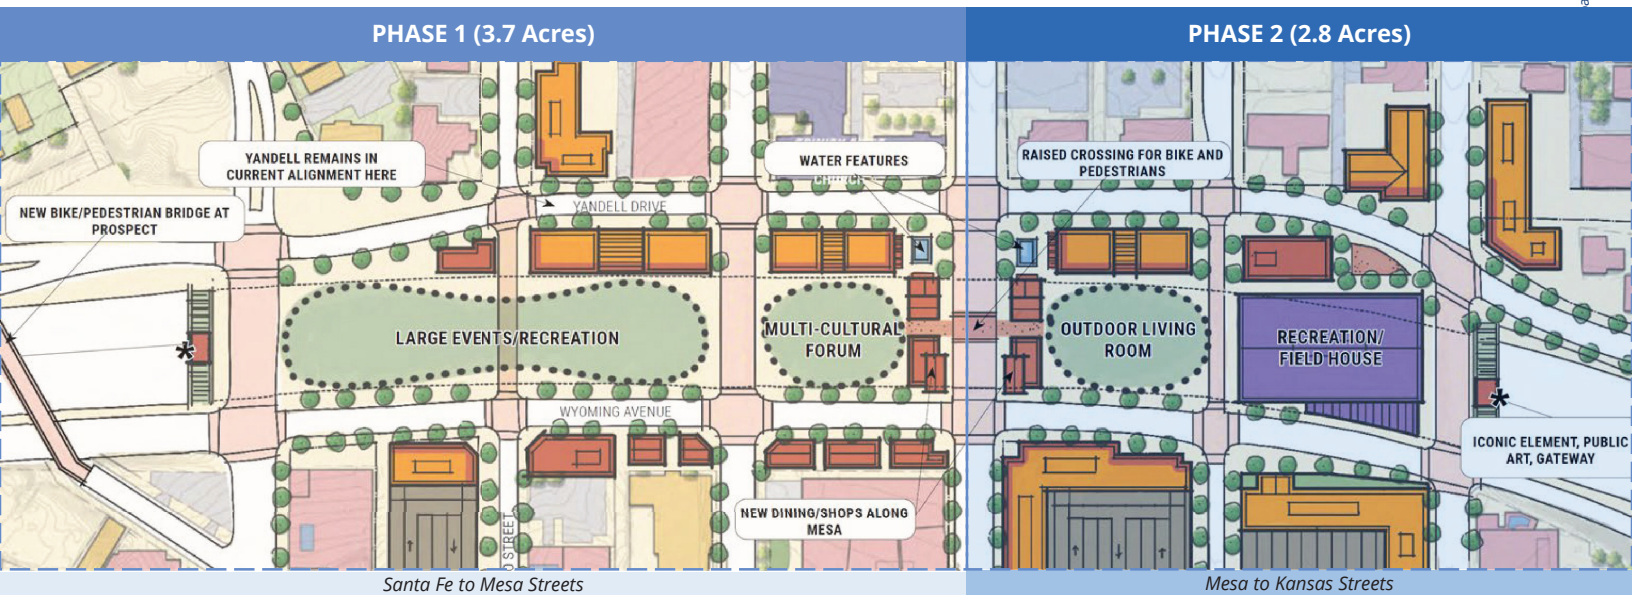 PHASE 1 (3.7 Acres)
PHASE 2 (2.8 Acres)
YANDELL REMAINS IN
CURRENT ALIGNMENT HERE
WATER FEATURES
CHURCH
RAISED CROSSING FOR BIKE AND
PEDESTRIANS
NEW BIKE/PEDESTRIAN BRIDGE AT
PROSPECT
YANDELL DRIVE
LARGE EVENTS/RECREATION
MULTI-CULTURAL
FORUM
OUTDOOR LIVING
ROOM
RECREATION/
FIELD HOUSE
*
*
WYOMING AVENUE
ICONIC ELEMENT, PUBLIC
ART, GATEWAY
NEW DINING/SHOPS ALONG
MESA
STREET
Santa Fe to Mesa Streets
Mesa to Kansas Streets